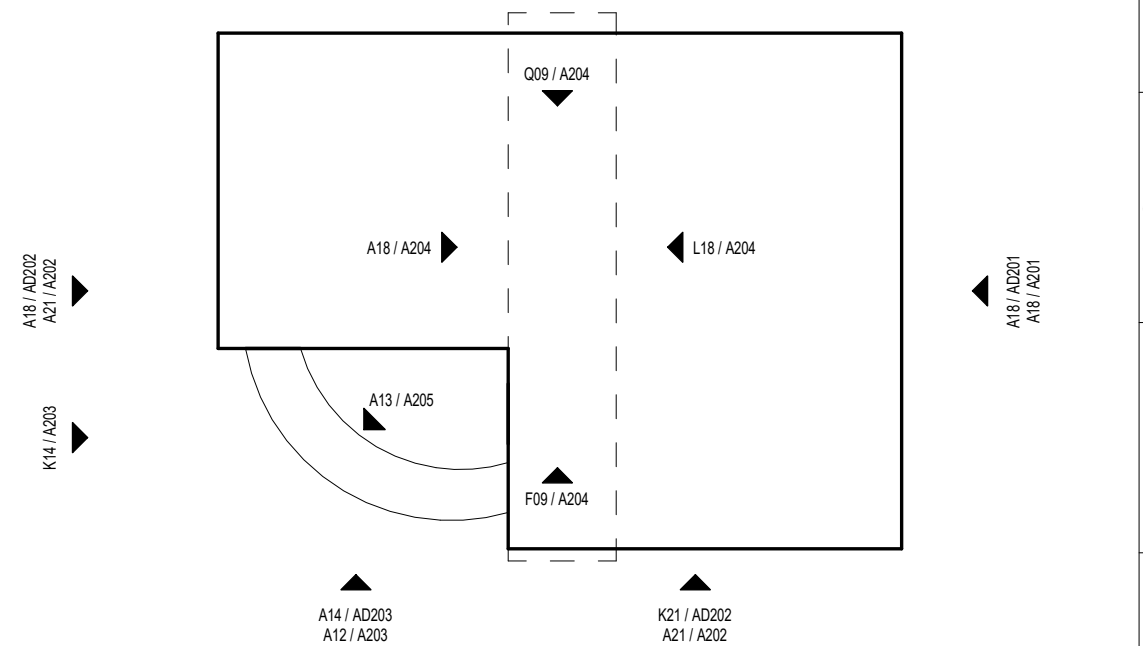 Q09 / A204
A18 / A204
L18 / A204
A18 / AD202
A21 / A202
A18 / AD201
A18 / A201
A13 / A205
K14 / A203
F09 / A204
A14 / AD203
A12 / A203
K21 / AD202
A21 / A202